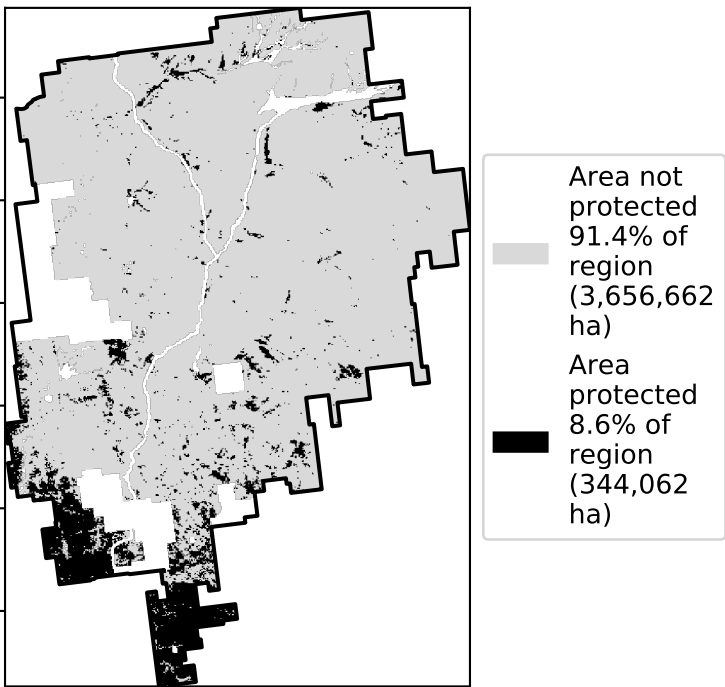 Area not
protected
91.4% of
region
(3,656,662
ha)
Area
protected
8.6% of
region
(344,062
ha)